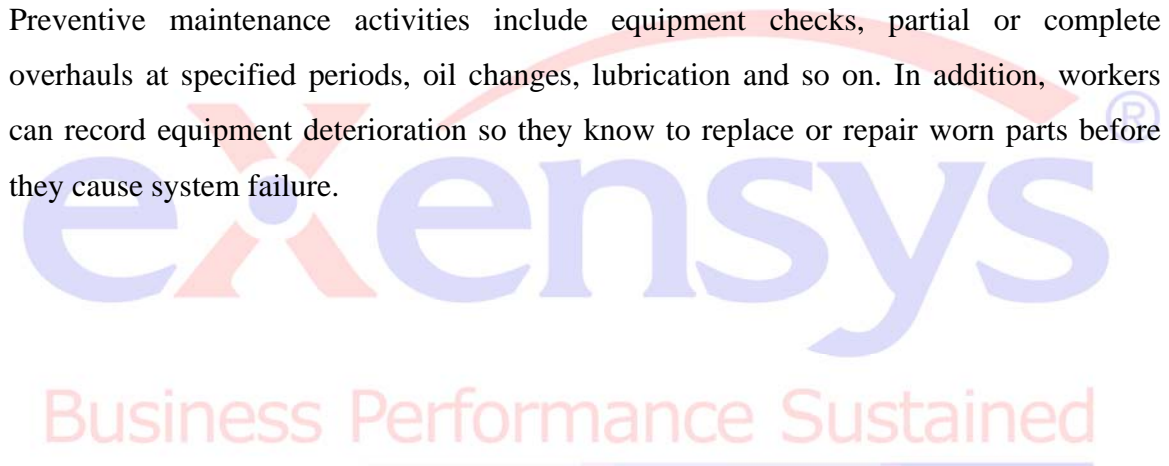 Preventive maintenance activities include equipment checks, partial or complete
overhauls at specified periods, oil changes, lubrication and so on. In addition, workers
can record equipment deterioration so they know to replace or repair worn parts before
they cause system failure.
eXensys®
Business Performance Sustained